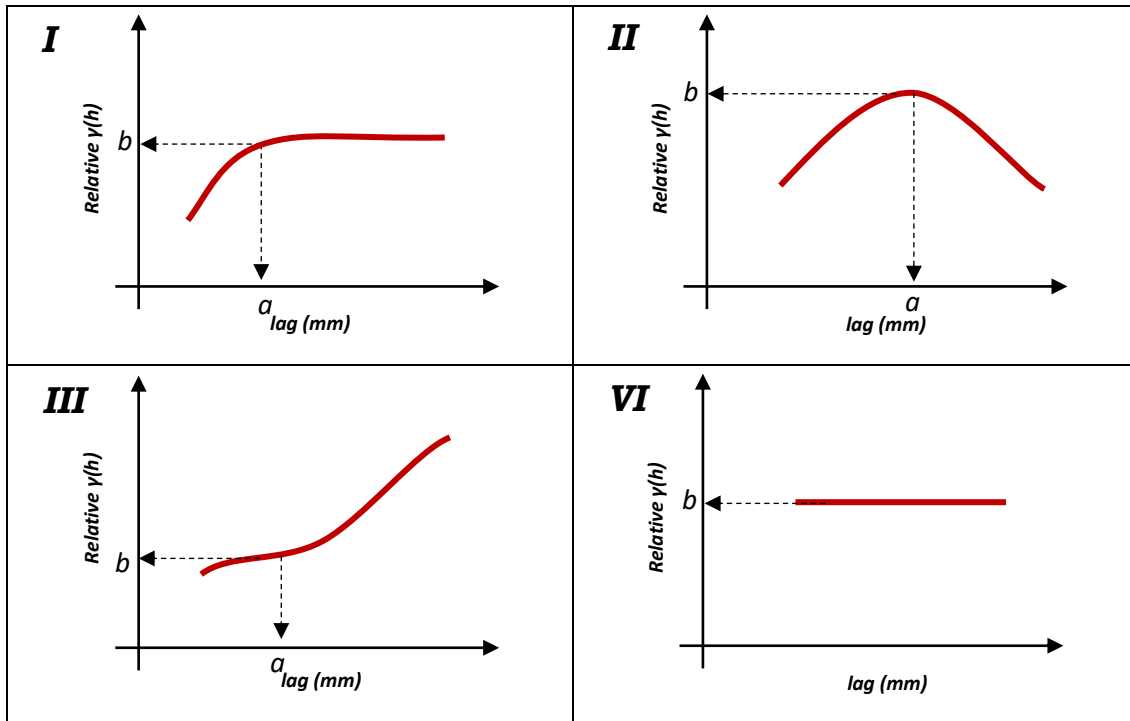 I
Relative γ(h)
b
a
lag (mm)
II
Relative γ(h)
b
a
lag (mm)
III
Relative γ(h)
b
a
lag (mm)
VI
Relative γ(h)
b
lag (mm)